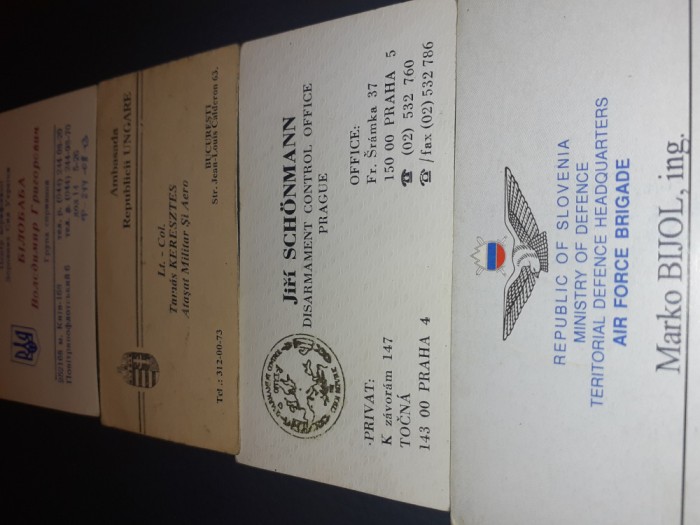 БІЛОБАБА
Володимир Григорович
Ambasada
Republicii UNGARE
Lt. - Col.
Tamás KERESZTES
Ataşat Militar Şi Aero
BUCUREŞTI
Str. Jean-Louis Calderon 63.
Tel.: 312-00-73
Jiří SCHÖNMANN
DISARMAMENT CONTROL OFFICE
PRAGUE
OFFICE:
Fr. Šrámka 37
150 00 PRAHA 5
☎ (02) 532 760
☎/fax (02) 532 786
PRIVAT:
K závorám 147
TOČNÁ
143 00 PRAHA 4
REPUBLIC OF SLOVENIA
MINISTRY OF DEFENCE
TERITORIAL DEFENCE HEADQUARTERS
AIR FORCE BRIGADE
Marko BIJOL, ing.